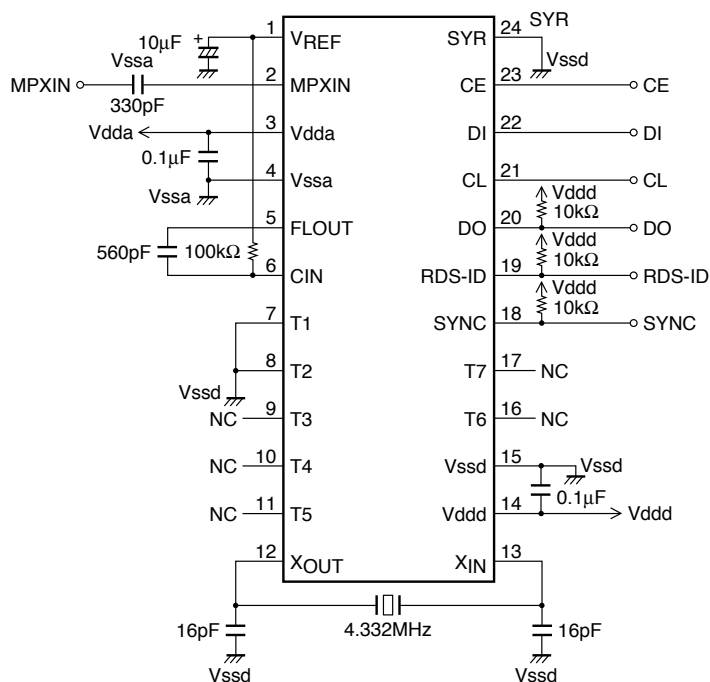 1 24 SYR
10μF + VREF SYR Vssd
MPXIN Vssa 2 MPXIN CE 23 CE
330pF
Vdda 3 Vdda DI 22 DI
0.1μF
Vssa 4 Vssa CL 21 CL
Vddd
10kΩ
5 FLOUT DO 20 DO
560pF 100kΩ Vddd
10kΩ
6 CIN RDS-ID 19 RDS-ID
Vddd
10kΩ
7 T1 SYNC 18 SYNC
8 T2 T7 17 NC
Vssd
NC 9 T3 T6 16 NC
NC 10 T4 Vssd 15 Vssd
0.1μF
NC 11 T5 Vddd 14 Vddd
12 XOUT XIN 13
16pF 4.332MHz 16pF
Vssd Vssd